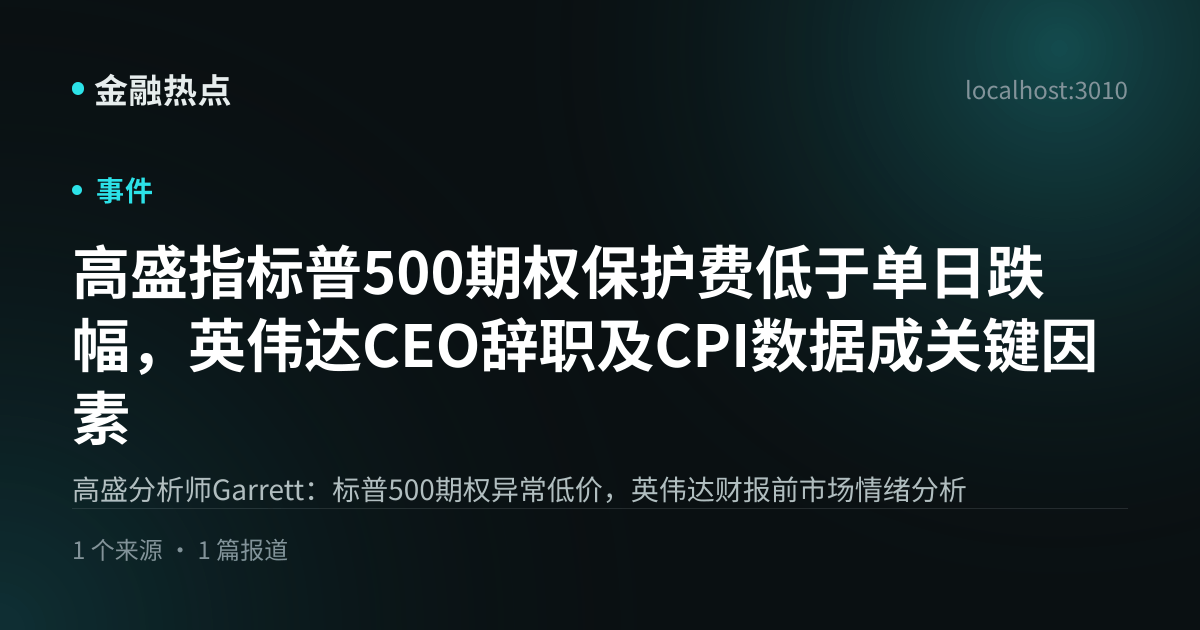 金融热点
localhost:3010
事件
高盛指标普500期权保护费低于单日跌
幅，英伟达CEO辞职及CPI数据成关键因
素
高盛分析师Garrett：标普500期权异常低价，英伟达财报前市场情绪分析
1 个来源 • 1 篇报道